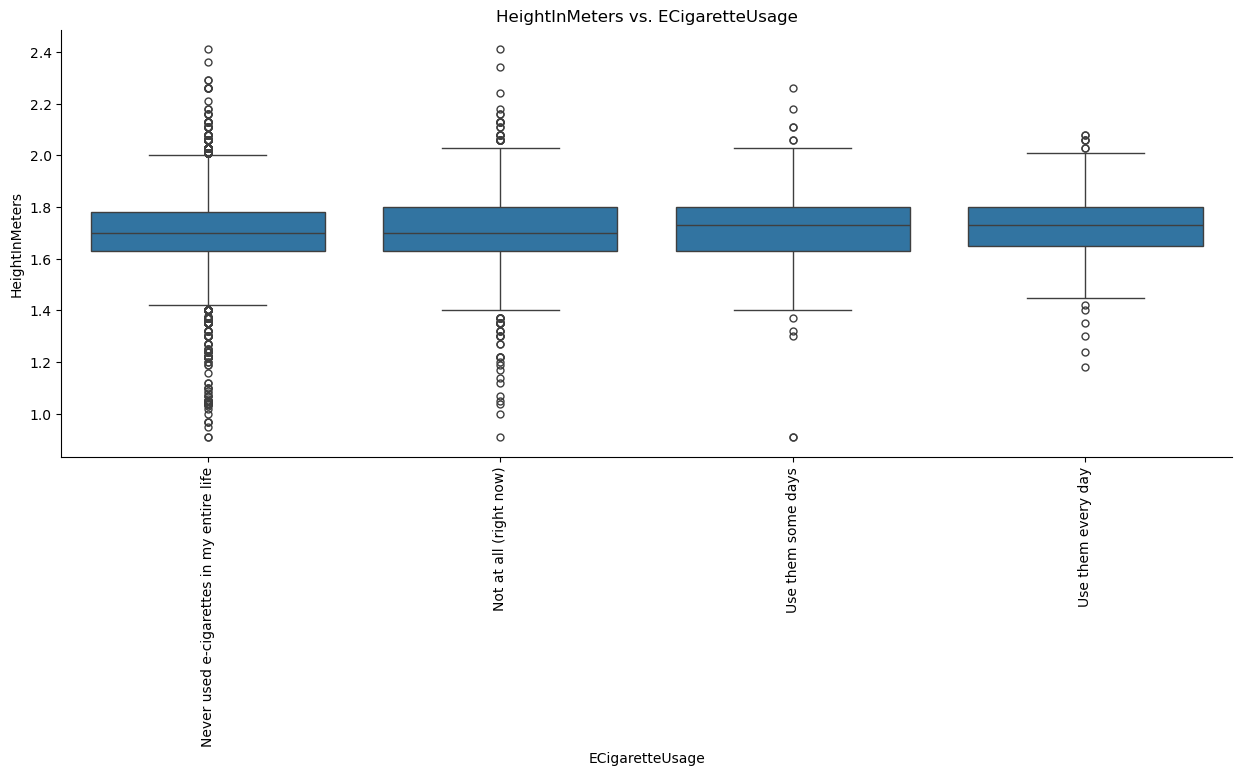 HeightInMeters vs. ECigaretteUsage
HeightInMeters
2.4
2.2
2.0
1.8
1.6
1.4
1.2
1.0
Never used e-cigarettes in my entire life
Not at all (right now)
Use them some days
Use them every day
ECigaretteUsage